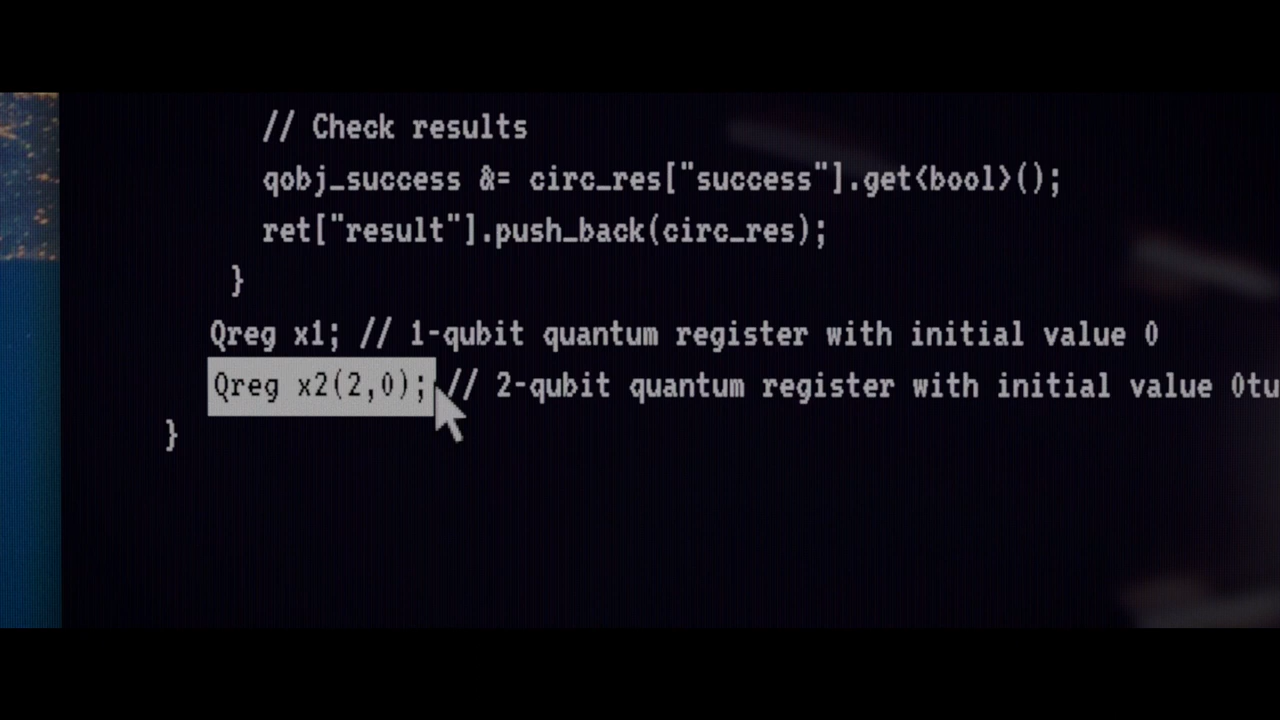 // Check results
qobj_success &= circ_res["success"].get<bool>();
ret["result"].push_back(circ_res);
}
Qreg x1; // 1-qubit quantum register with initial value 0
Qreg x2(2,0); // 2-qubit quantum register with initial value 0tu
}